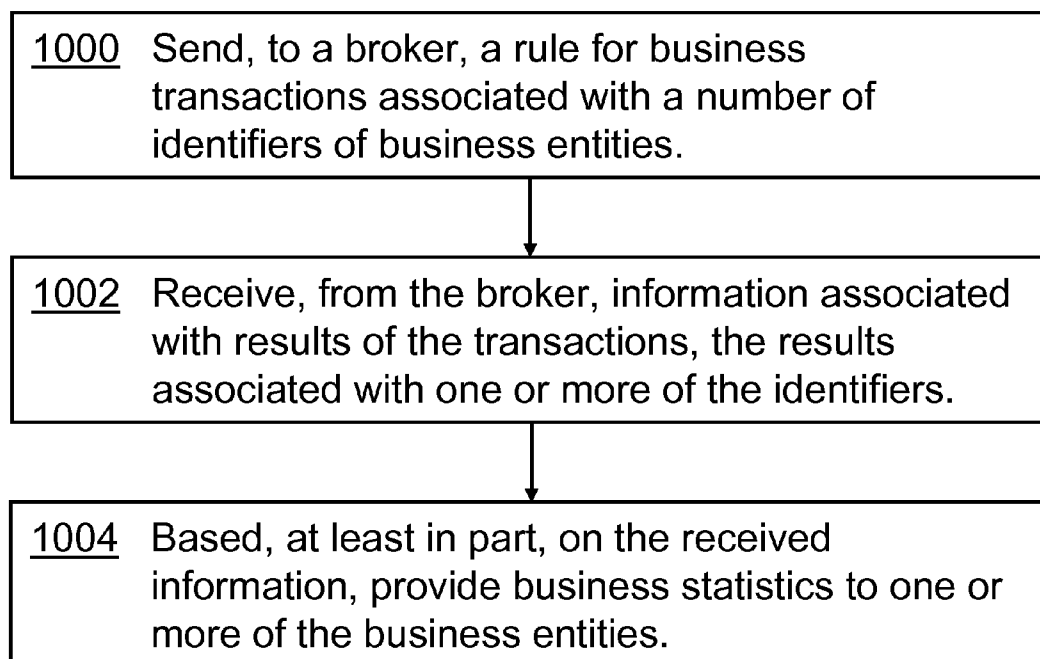 1000 Send, to a broker, a rule for business
transactions associated with a number of
identifiers of business entities.
1002 Receive, from the broker, information associated
with results of the transactions, the results
associated with one or more of the identifiers.
1004 Based, at least in part, on the received
information, provide business statistics to one or
more of the business entities.